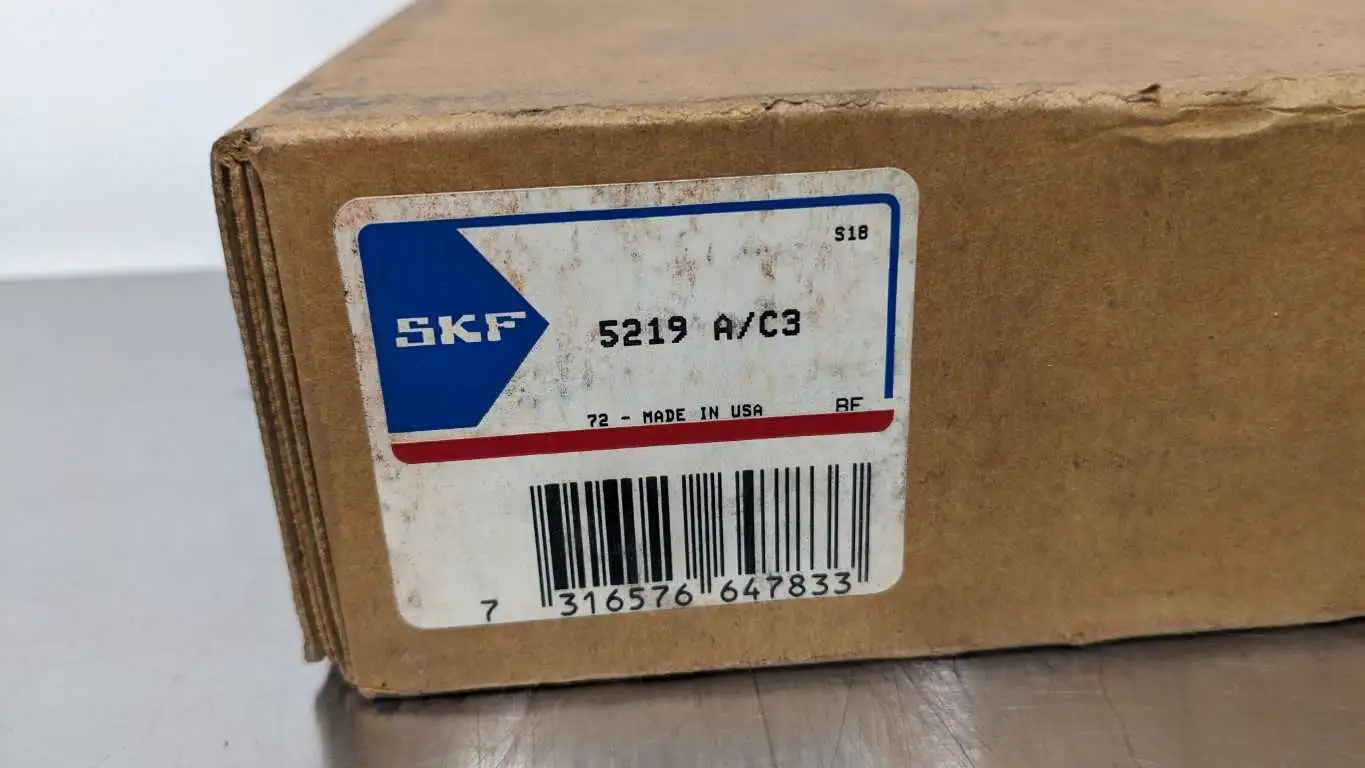 S18
SKF
5219 A/C3
72 - MADE IN USA
BF
7 316576 647833